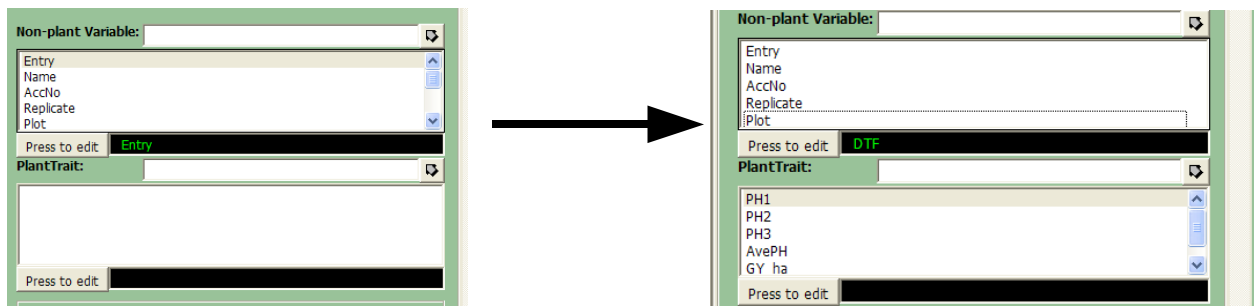 Non-plant Variable:
Entry
Name
AccNo
Replicate
Plot
Press to edit Entry
PlantTrait:
Press to edit
Non-plant Variable:
Entry
Name
AccNo
Replicate
Plot
Press to edit DTF
PlantTrait:
PH1
PH2
PH3
AvePH
GY_ha
Press to edit